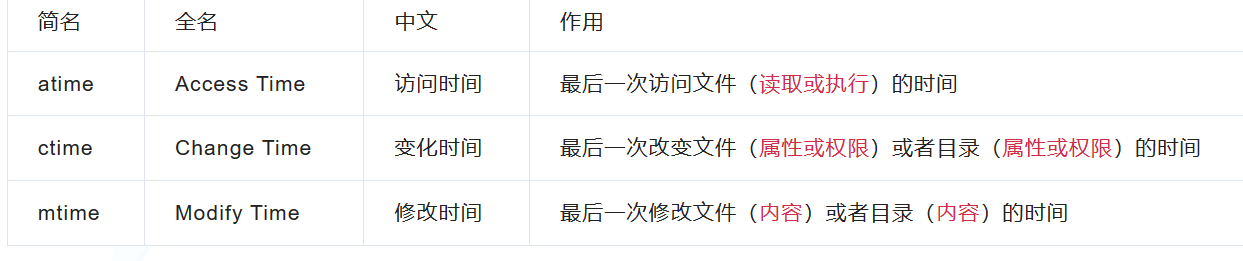 简名 全名 中文 作用
atime Access Time 访问时间 最后一次访问文件（读取或执行）的时间
ctime Change Time 变化时间 最后一次改变文件（属性或权限）或者目录（属性或权限）的时间
mtime Modify Time 修改时间 最后一次修改文件（内容）或者目录（内容）的时间